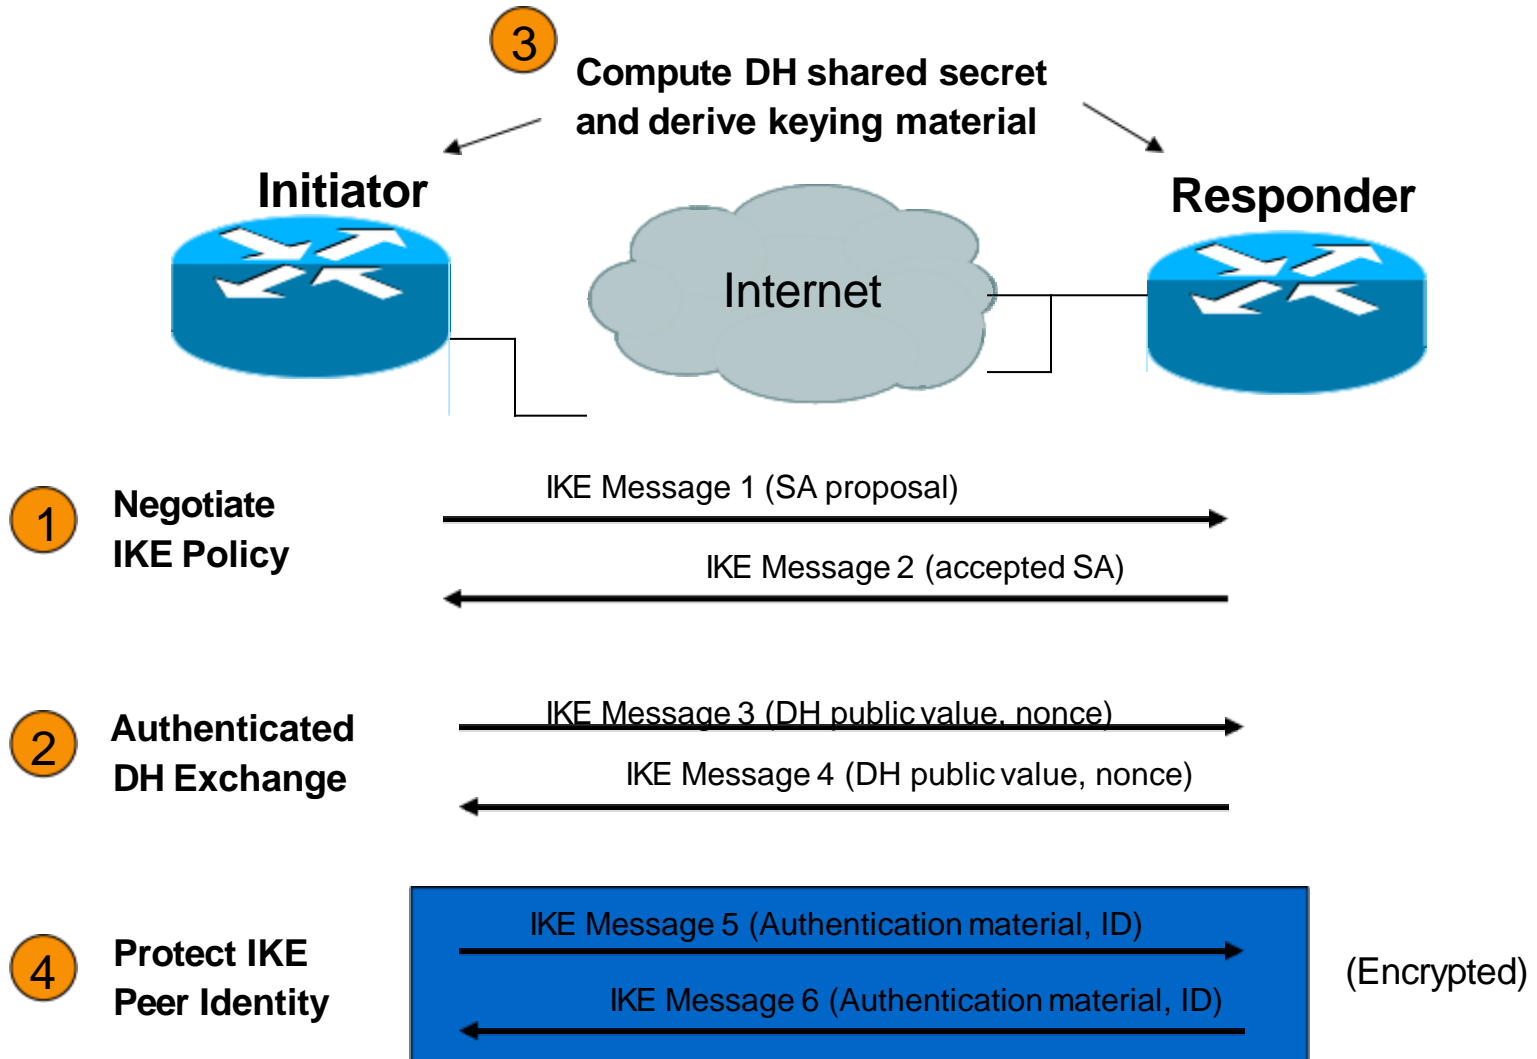 3
Compute DH shared secret
and derive keying material
Initiator
Responder
Internet
1
Negotiate
IKE Policy
IKE Message 1 (SA proposal)
IKE Message 2 (accepted SA)
2
Authenticated
DH Exchange
IKE Message 3 (DH public value, nonce)
IKE Message 4 (DH public value, nonce)
4
Protect IKE
Peer Identity
IKE Message 5 (Authentication material, ID)
IKE Message 6 (Authentication material, ID)
(Encrypted)